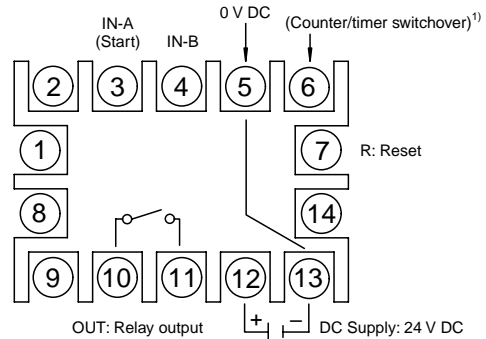 IN-A
(Start)
IN-B
0 V DC
(Counter/timer switchover)1)
2
3
4
5
6
1
7
R: Reset
8
14
9
10
11
12
13
OUT: Relay output
+
−
DC Supply: 24 V DC